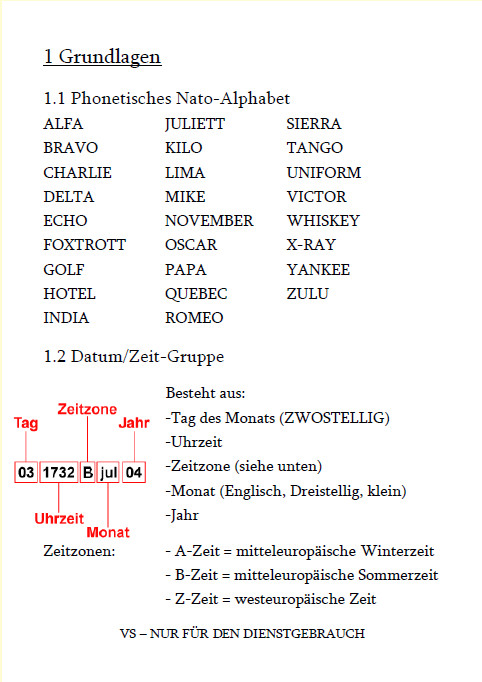 1 Grundlagen
1.1 Phonetisches Nato-Alphabet
ALFA JULIETT SIERRA
BRAVO KILO TANGO
CHARLIE LIMA UNIFORM
DELTA MIKE VICTOR
ECHO NOVEMBER WHISKEY
FOXTROTT OSCAR X-RAY
GOLF PAPA YANKEE
HOTEL QUEBEC ZULU
INDIA ROMEO
1.2 Datum/Zeit-Gruppe
Zeitzone
Tag Jahr
03 1732 B jul 04
Uhrzeit
Monat
Besteht aus:
-Tag des Monats (ZWOSTELLIG)
-Uhrzeit
-Zeitzone (siehe unten)
-Monat (Englisch, Dreistellig, klein)
-Jahr
Zeitzonen: - A-Zeit = mitteleuropäische Winterzeit
- B-Zeit = mitteleuropäische Sommerzeit
- Z-Zeit = westeuropäische Zeit
VS – NUR FÜR DEN DIENSTGEBRAUCH